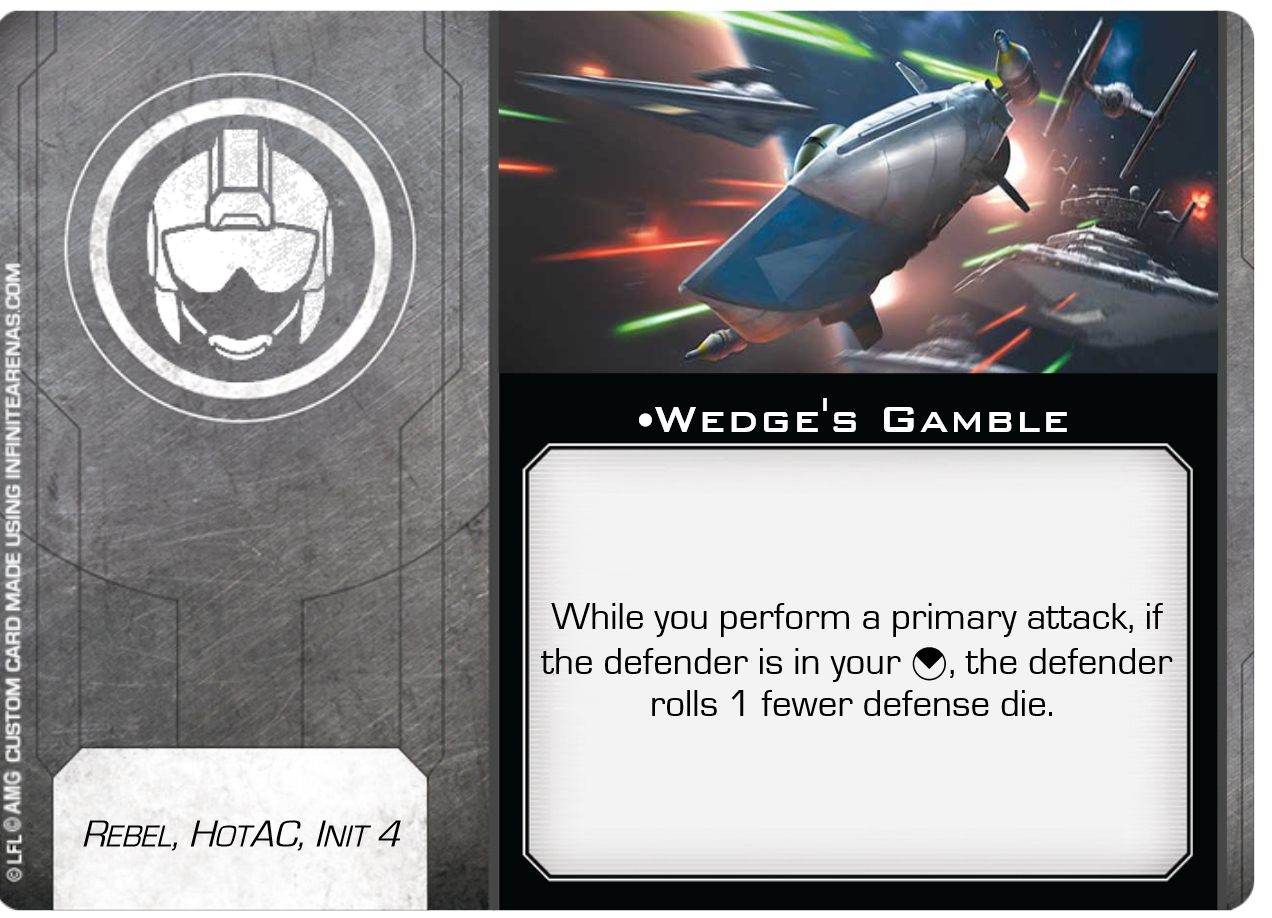 •Wedge's Gamble
While you perform a primary attack, if
the defender is in your , the defender
rolls 1 fewer defense die.
Rebel, HotAC, Init 4
©LFL ©AMG CUSTOM CARD MADE USING INFINITEARENAS.COM